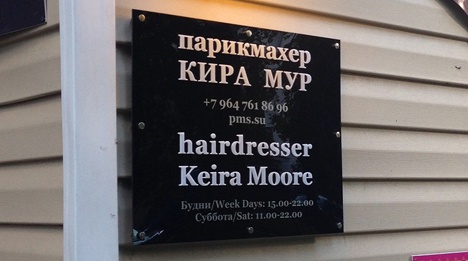 парикмахер
КИРА МУР
+7 964 761 86 96
pms.su
hairdresser
Keira Moore
Будни/Week Days: 15.00-22.00
Суббота/Sat: 11.00-22.00